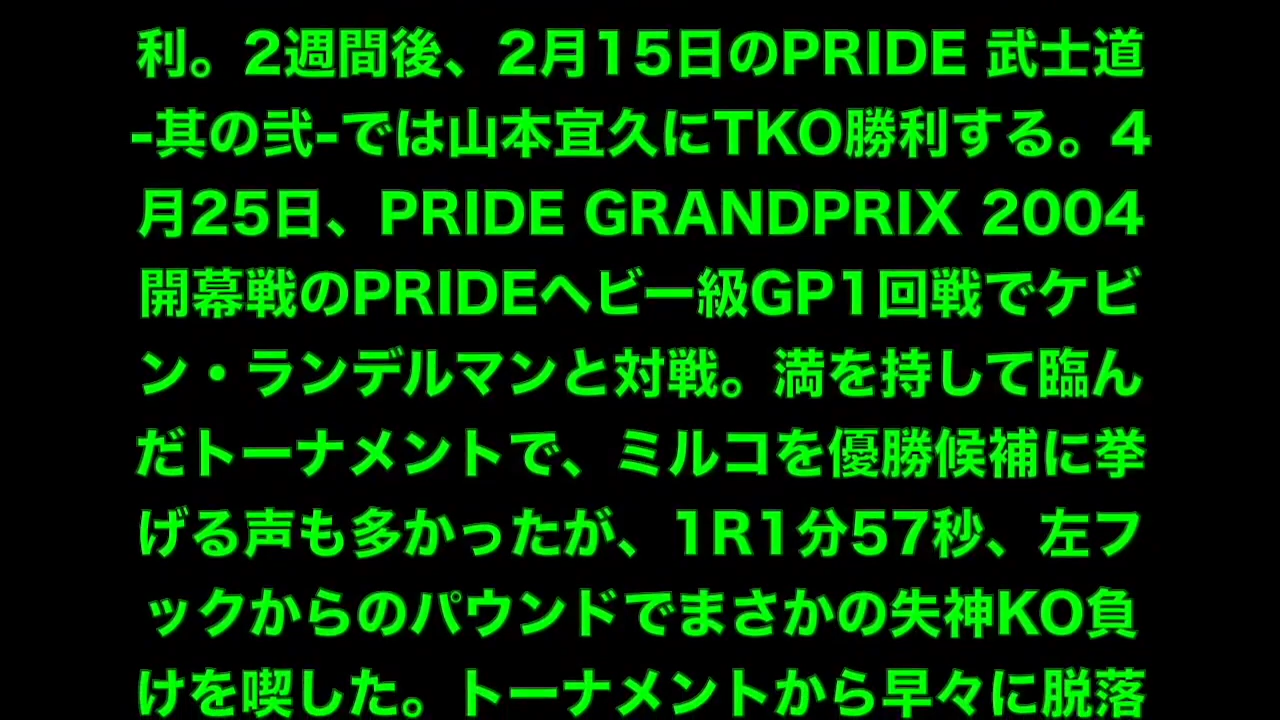 利。2週間後、2月15日のPRIDE 武士道
-其の弐-では山本宜久にTKO勝利する。4
月25日、PRIDE GRANDPRIX 2004
開幕戦のPRIDEヘビー級GP1回戦でケビ
ン・ランデルマンと対戦。満を持して臨ん
だトーナメントで、ミルコを優勝候補に挙
げる声も多かったが、1R1分57秒、左フ
ックからのパウンドでまさかの失神KO負
けを喫した。トーナメントから早々に脱落